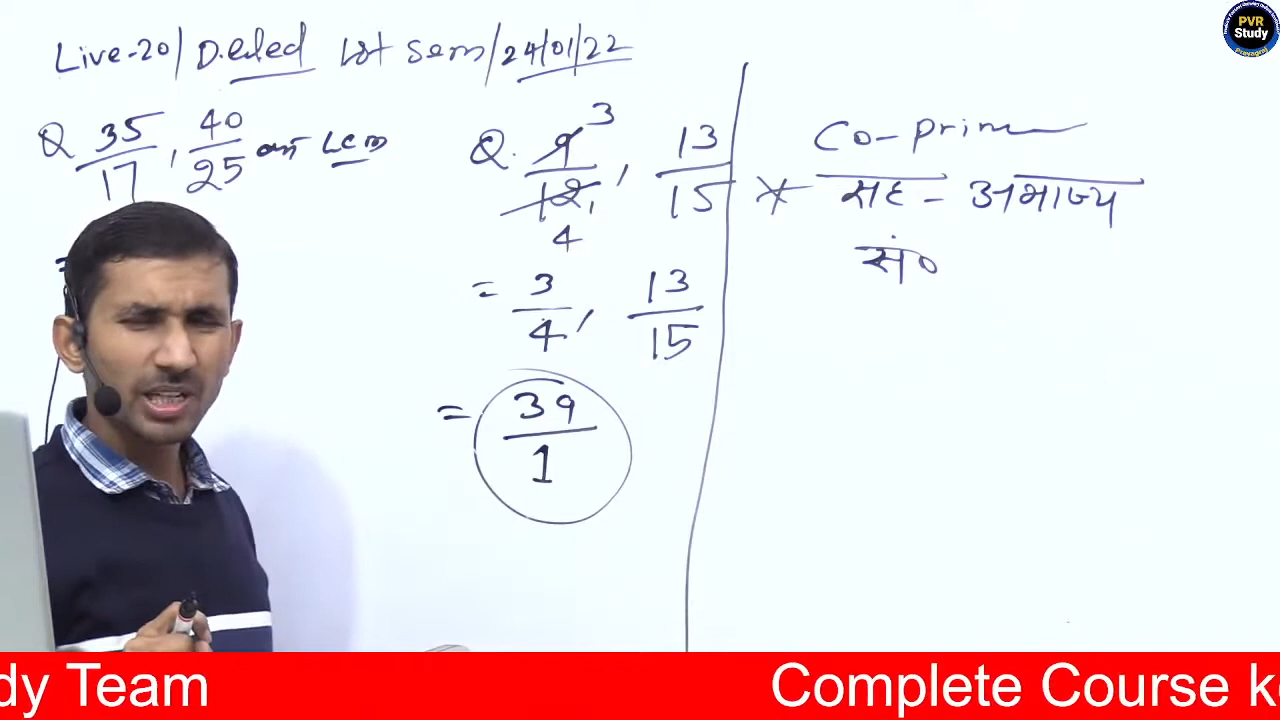 Live-20/ D.eled 1st sem/24/01/22
Q 35/17, 40/25 का LCM
Q. 9/12, 13/15
3
4
= 3/4, 13/15
= 39/1
Co-prime
* सह - अभाज्य
सं०
PVR
Study
Prayagraj
dy Team Complete Course k